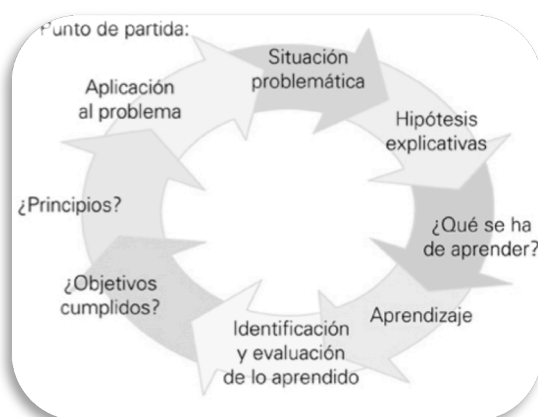 Punto de partida:
Situación
problemática
Hipótesis
explicativas
¿Qué se ha
de aprender?
Aprendizaje
Identificación
y evaluación
de lo aprendido
¿Objetivos
cumplidos?
¿Principios?
Aplicación
al problema